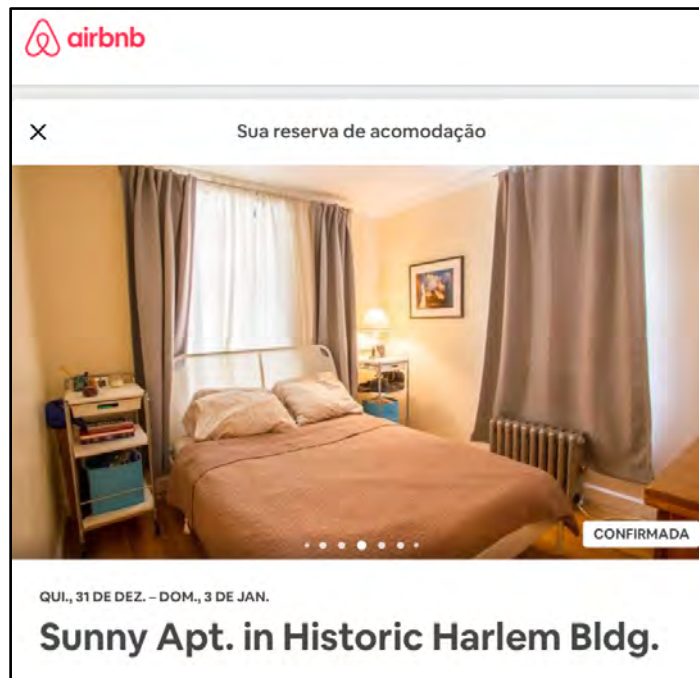 airbnb
Sua reserva de acomodação
CONFIRMADA
QUI., 31 DE DEZ. – DOM., 3 DE JAN.
Sunny Apt. in Historic Harlem Bldg.